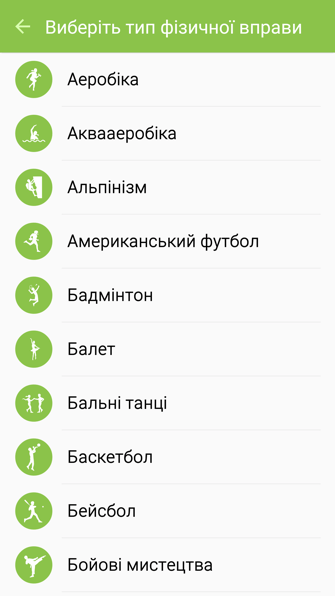 Виберіть тип фізичної вправи
Аеробіка
Аквааеробіка
Альпінізм
Американський футбол
Бадмінтон
Балет
Бальні танці
Баскетбол
Бейсбол
Бойові мистецтва